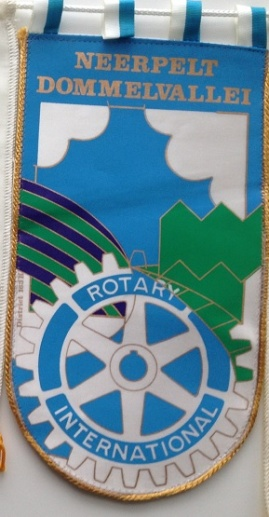 NEERPELT
DOMMELVALLEI
ROTARY
INTERNATIONAL